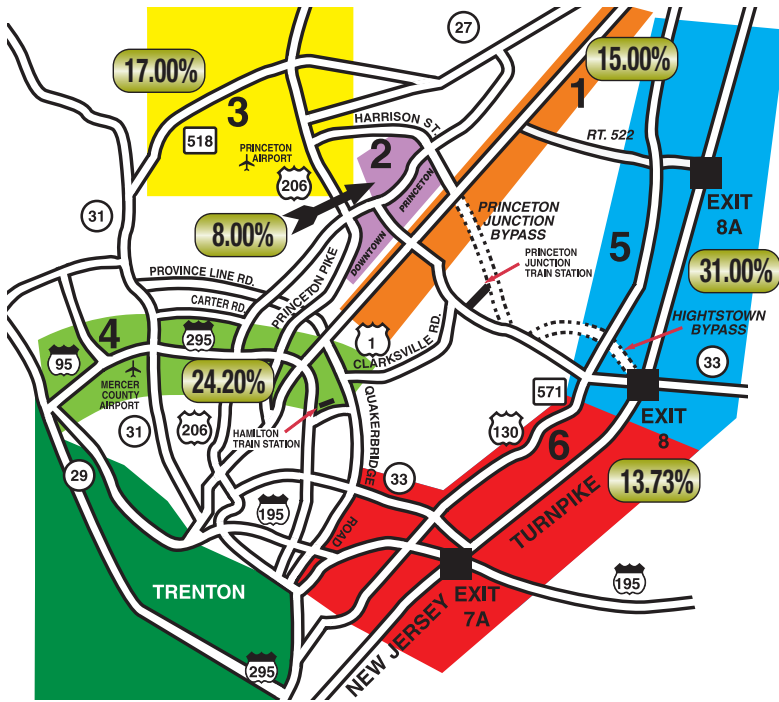 27
17.00%
15.00%
1
3
HARRISON ST.
518
2
RT. 522
PRINCETON
AIRPORT
206
EXIT
8A
PRINCETON
DOWNTOWN
31
8.00%
PRINCETON
JUNCTION
BYPASS
5
PRINCETON
JUNCTION
TRAIN STATION
31.00%
PROVINCE LINE RD.
PRINCETON PIKE
CARTER RD.
HIGHTSTOWN
BYPASS
4
295
1
CLARKSVILLE RD.
33
95
MERCER
COUNTY
AIRPORT
24.20%
571
EXIT
8
31
206
HAMILTON
TRAIN STATION
QUAKERBRIDGE
ROAD
130
6
29
33
13.73%
195
TURNPIKE
NEW JERSEY
TRENTON
EXIT
7A
195
295